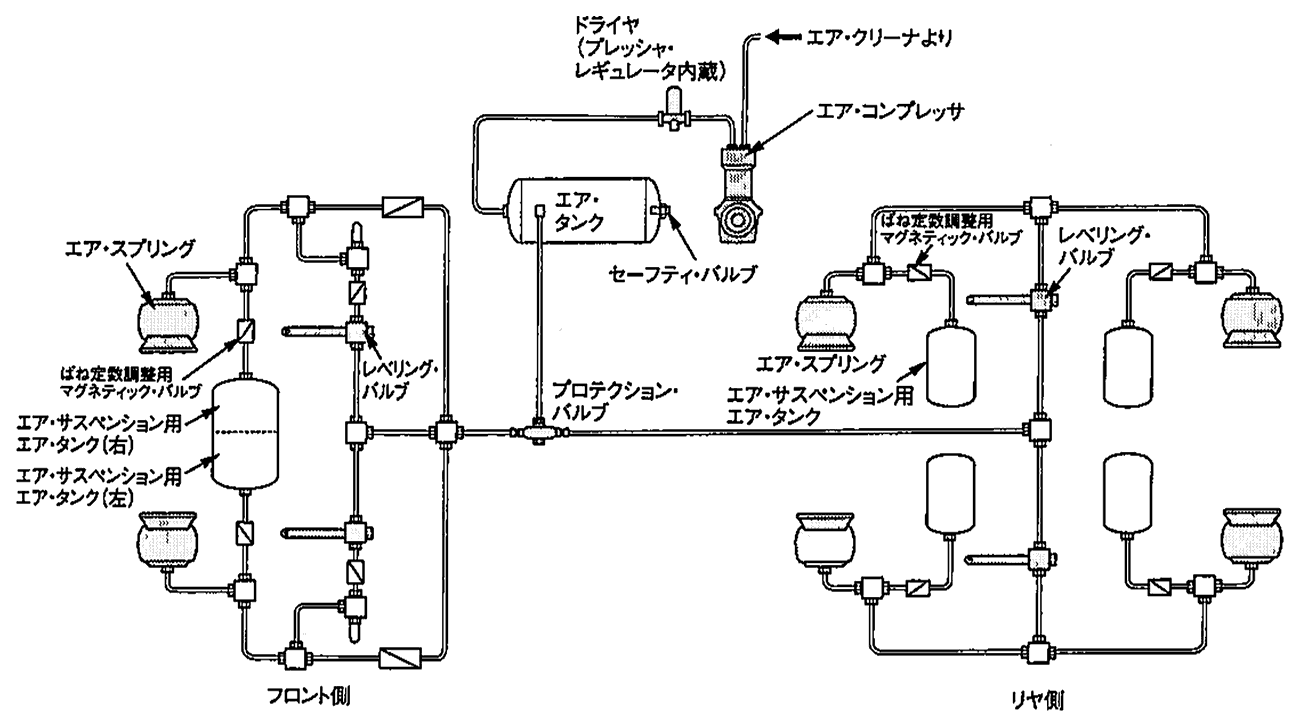 ドライヤ
(プレッシャ・
レギュレータ内蔵)
エア・クリーナより
エア・コンプレッサ
エア・
タンク
セーフティ・バルブ
エア・スプリング
ばね定数調整用
マグネティック・バルブ
レベリング・
バルブ
エア・サスペンション用
エア・タンク(右)
エア・サスペンション用
エア・タンク(左)
プロテクション・
バルブ
ばね定数調整用
マグネティック・バルブ
レベリング・
バルブ
エア・スプリング
エア・サスペンション用
エア・タンク
フロント側
リヤ側